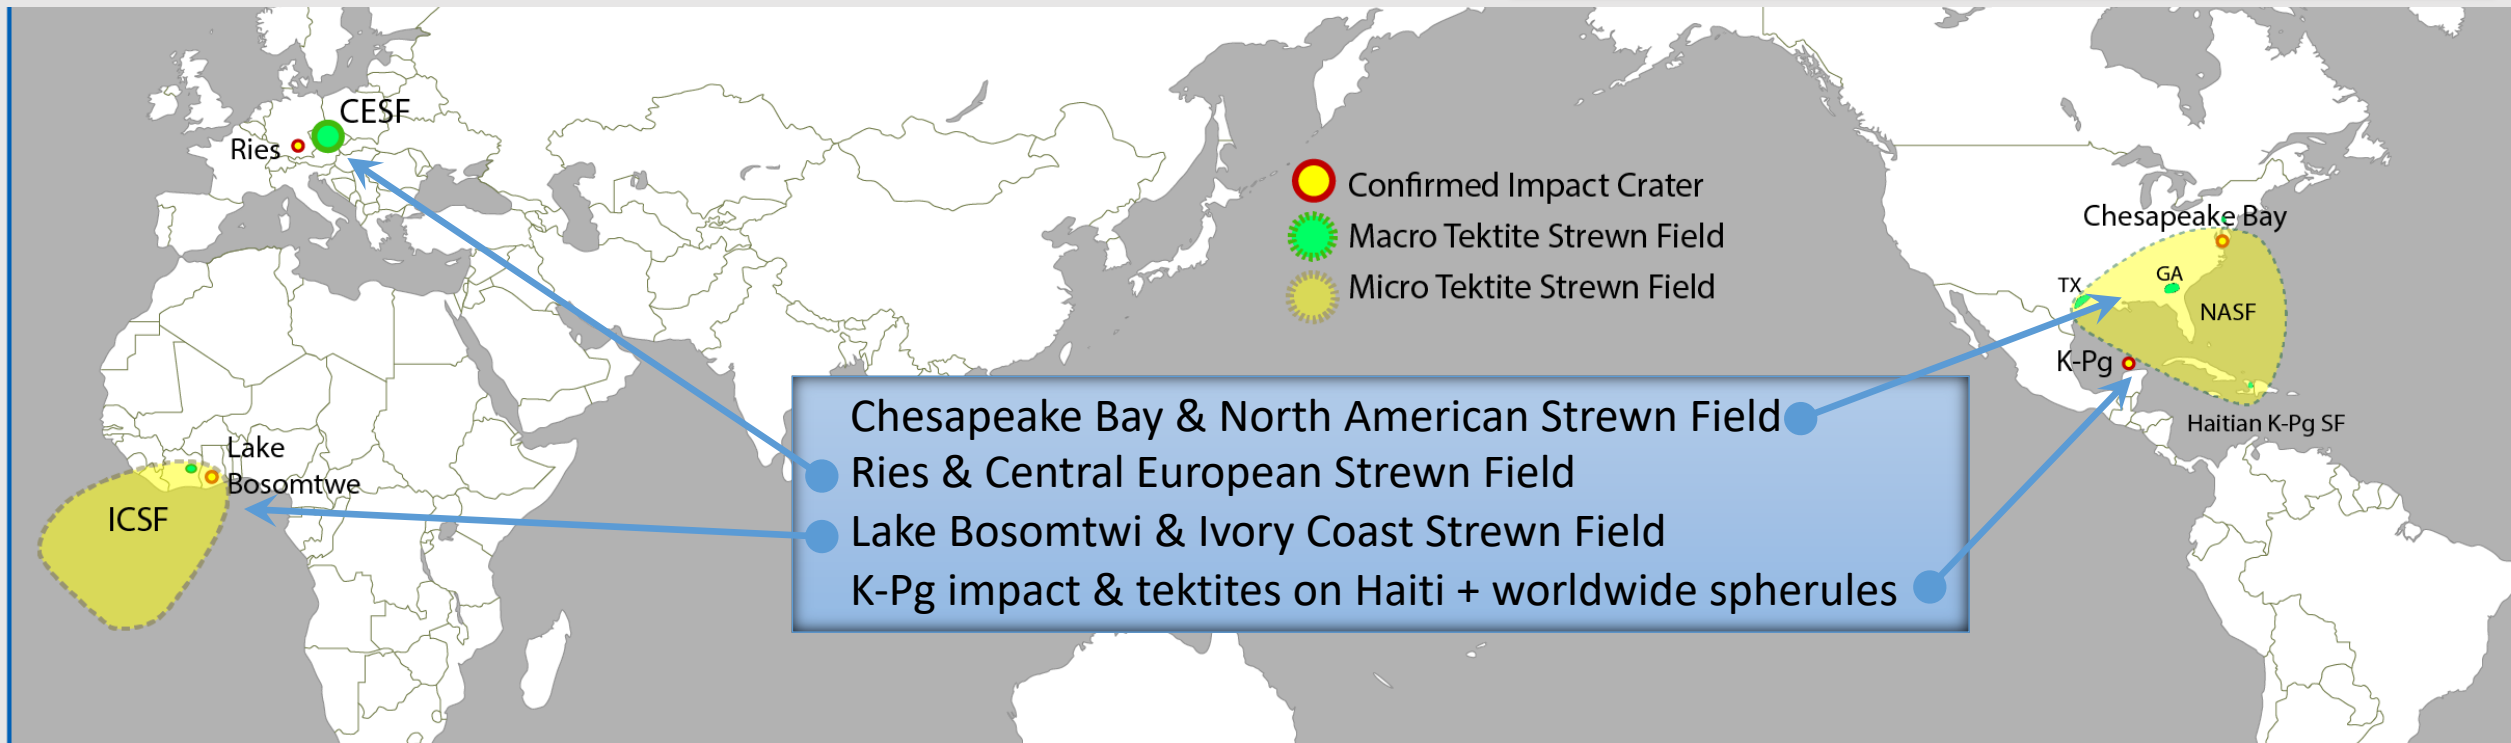 CESF
Ries
Confirmed Impact Crater
Macro Tektite Strewn Field
Micro Tektite Strewn Field
Chesapeake Bay
GA
TX
NASF
K-Pg
Haitian K-Pg SF
Lake
Bosomtwe
ICSF
Chesapeake Bay & North American Strewn Field
Ries & Central European Strewn Field
Lake Bosomtwi & Ivory Coast Strewn Field
K-Pg impact & tektites on Haiti + worldwide spherules